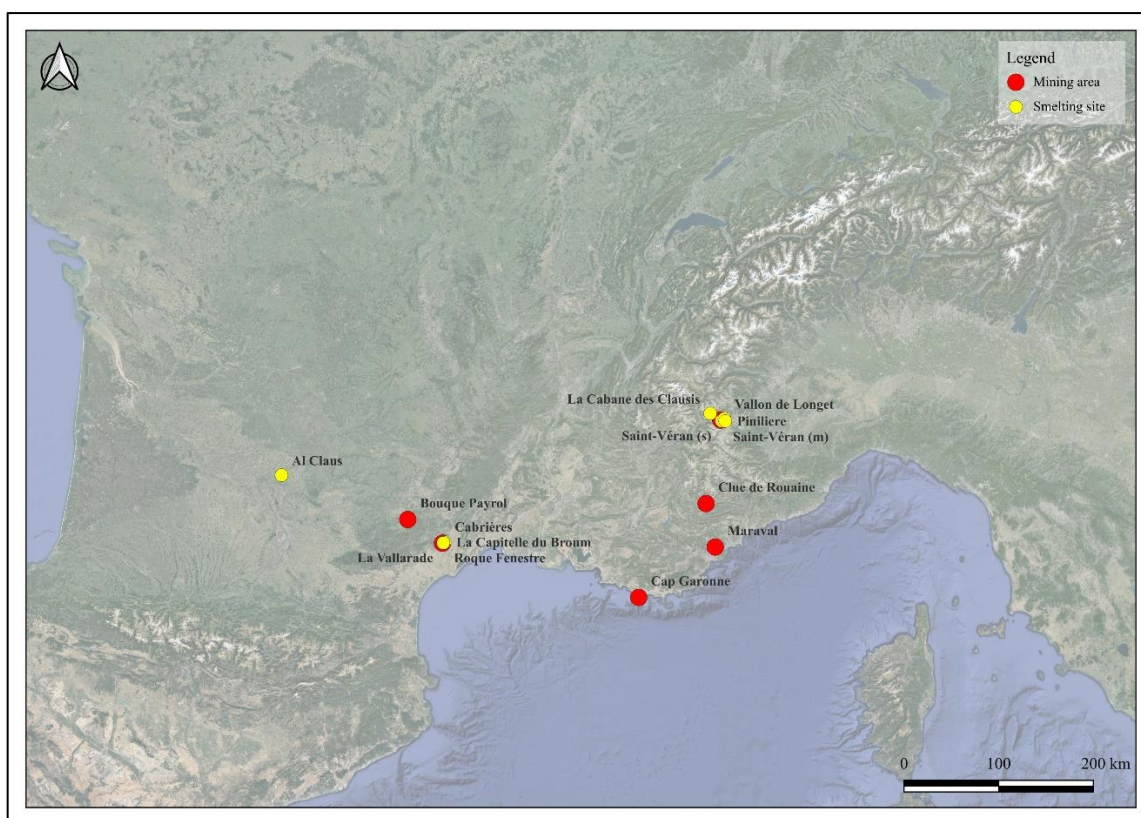 Legend
Mining area
Smelting site
La Cabane des Clausis
Vallon de Longet
Piniliere
Saint-Véran (s)
Saint-Véran (m)
Al Claus
Clue de Rouaine
Bouque Payrol
Cabrières
La Capitelle du Broum
La Vallarade
Roque Fenestre
Maraval
Cap Garonne
0 100 200 km